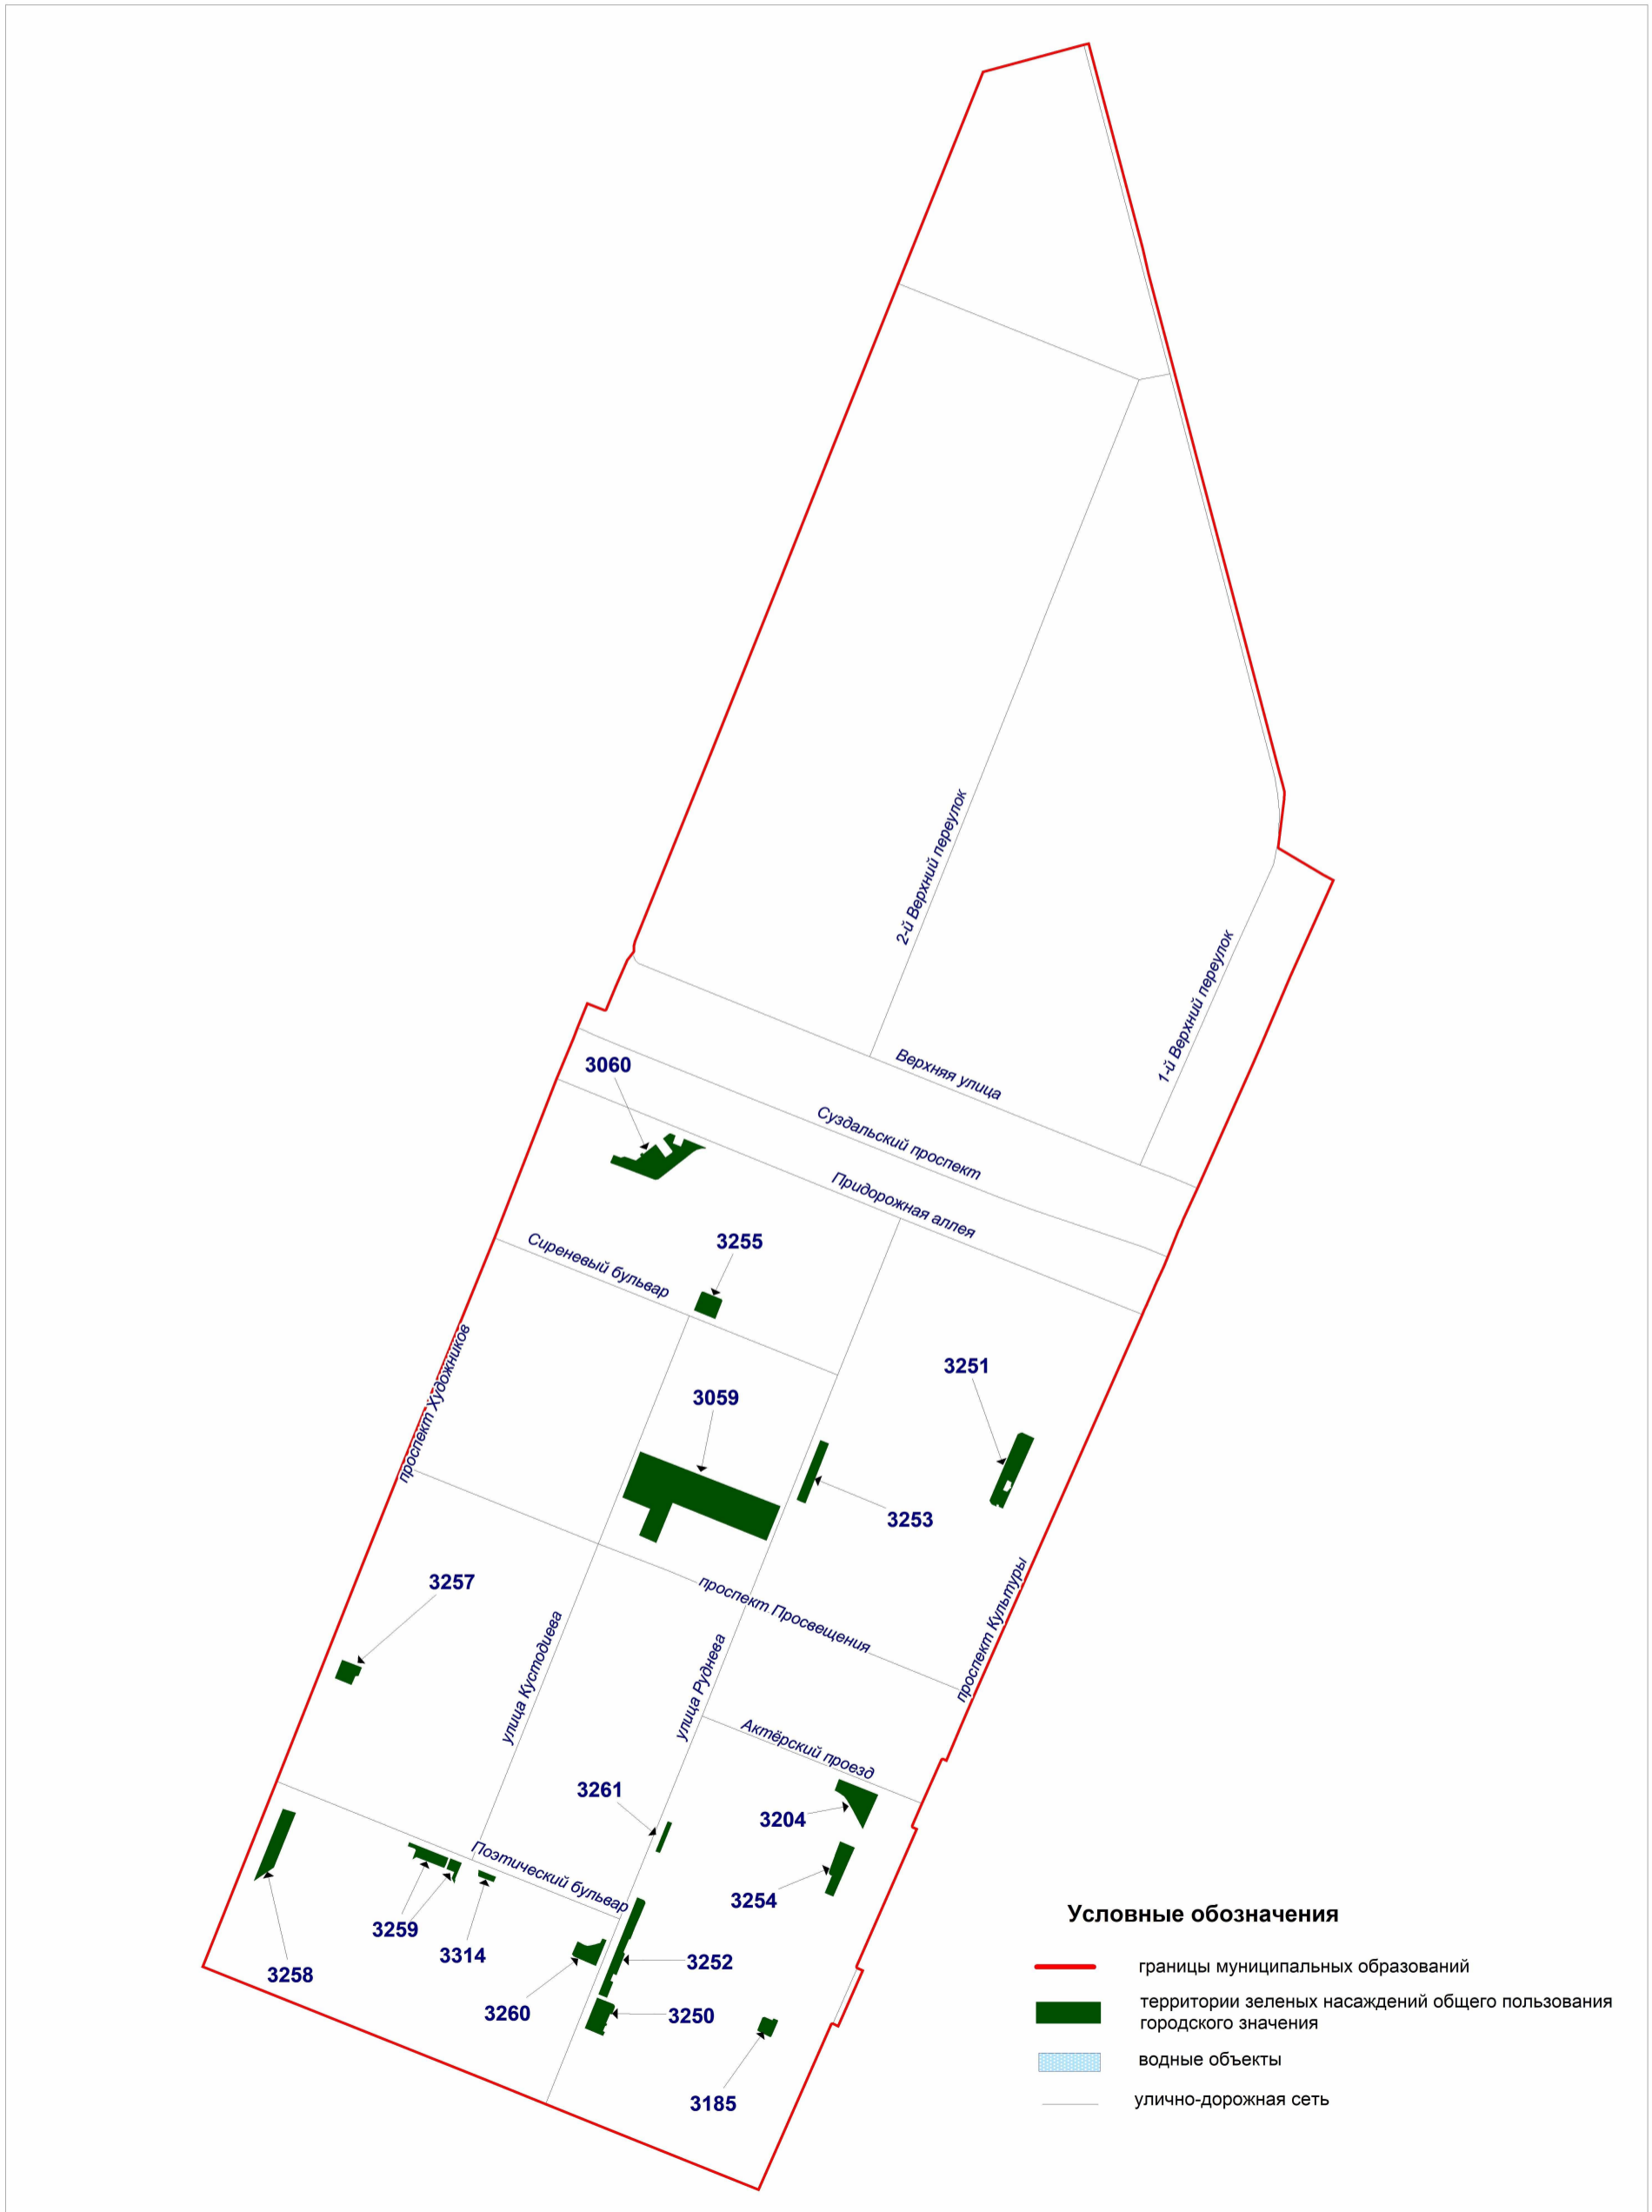 2-й Верхний переулок
1-й Верхний переулок
Верхняя улица
3060
Суздальский проспект
Придорожная аллея
Сиреневый бульвар
3255
проспект Художников
3251
3059
3253
проспект Просвещения
3257
проспект Культуры
улица Кустодиева
улица Руднева
Актёрский проезд
3261
3204
Поэтический бульвар
3254
3259
3314
3258
3252
3260
3250
3185
Условные обозначения
границы муниципальных образований
территории зеленых насаждений общего пользования
городского значения
водные объекты
улично-дорожная сеть